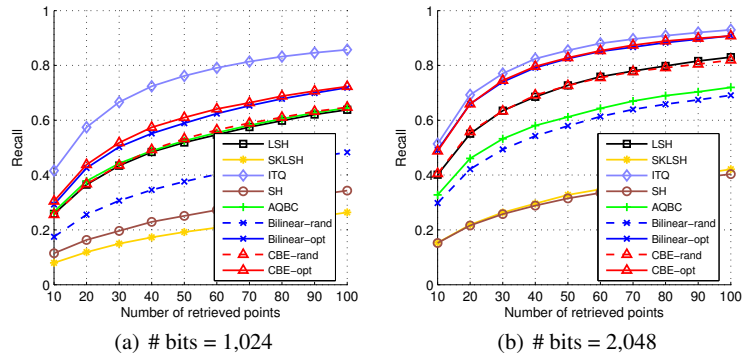 1
0.8
0.6
0.4
0.2
0
Recall
10 20 30 40 50 60 70 80 90 100
Number of retrieved points
LSH
SKLSH
ITQ
SH
AQBC
Bilinear−rand
Bilinear−opt
CBE−rand
CBE−opt
(a) # bits = 1,024
1
0.8
0.6
0.4
0.2
0
Recall
10 20 30 40 50 60 70 80 90 100
Number of retrieved points
LSH
SKLSH
ITQ
SH
AQBC
Bilinear−rand
Bilinear−opt
CBE−rand
CBE−opt
(b) # bits = 2,048